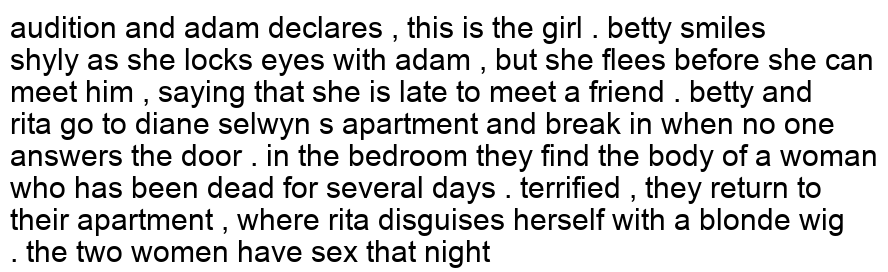 audition and adam declares , this is the girl . betty smiles
shyly as she locks eyes with adam , but she flees before she can
meet him , saying that she is late to meet a friend . betty and
rita go to diane selwyn s apartment and break in when no one
answers the door . in the bedroom they find the body of a woman
who has been dead for several days . terrified , they return to
their apartment , where rita disguises herself with a blonde wig
. the two women have sex that night